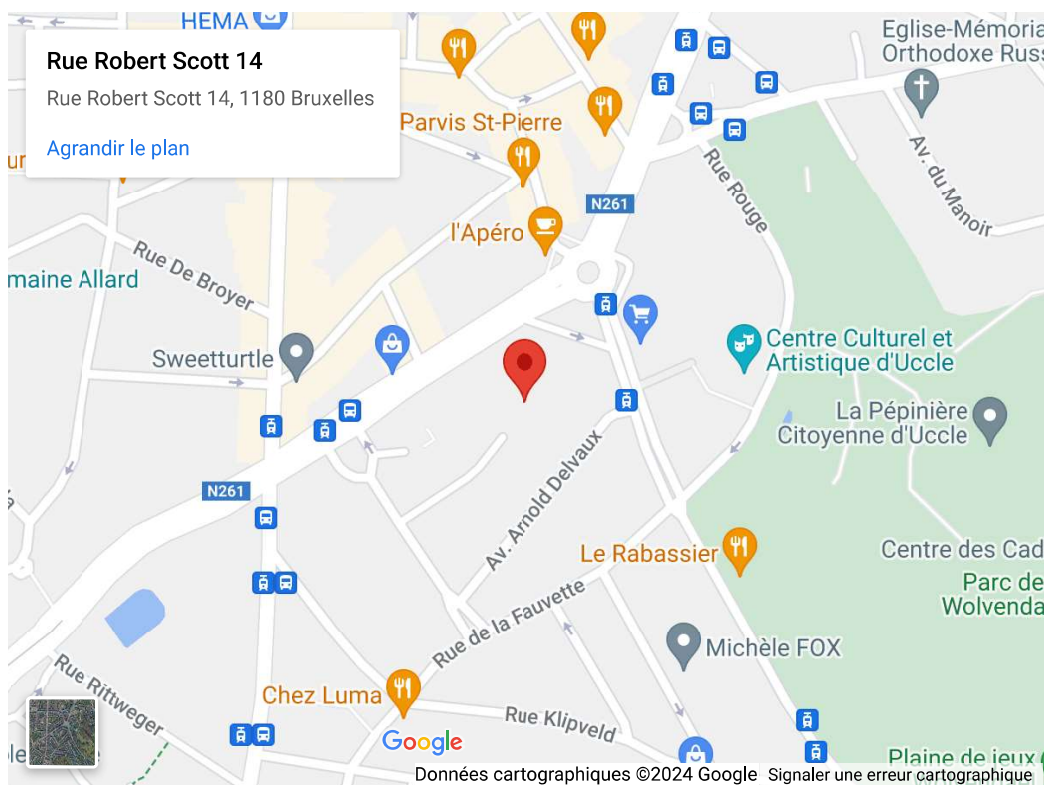 HEMA
Rue Robert Scott 14
Rue Robert Scott 14, 1180 Bruxelles
Agrandir le plan
Eglise-Mémoria
Orthodoxe Russ
Parvis St-Pierre
Rue Rouge
Av. du Manoir
N261
l'Apéro
Rue De Broyer
maine Allard
Sweetturtle
Centre Culturel et
Artistique d'Uccle
La Pépinière
Citoyenne d'Uccle
N261
Av. Arnold Delvaux
Le Rabassier
Centre des Cad
Parc de
Wolvenda
Rue de la Fauvette
Michèle FOX
Rue Rittweger
Chez Luma
Rue Klipveld
Google
Plaine de jeux
Données cartographiques ©2024 Google
Signaler une erreur cartographique